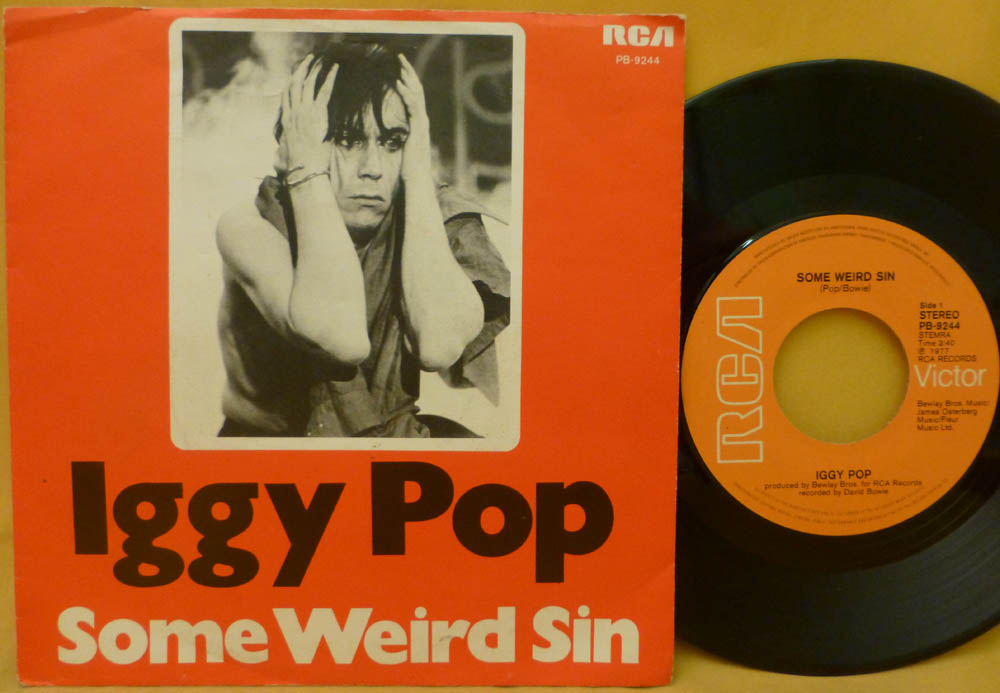 RCA
PB-9244
Iggy Pop
Some Weird Sin
SOME WEIRD SIN
(Pop/Bowie)
Side 1
STEREO
PB-9244
STEMRA
Time 3:40
℗ 1977
RCA RECORDS
RCA
Victor
Bewlay Bros. Music/
James Osterberg
Music/Fleur
Music Ltd.
IGGY POP
produced by Bewlay Bros. for RCA Records
recorded by David Bowie